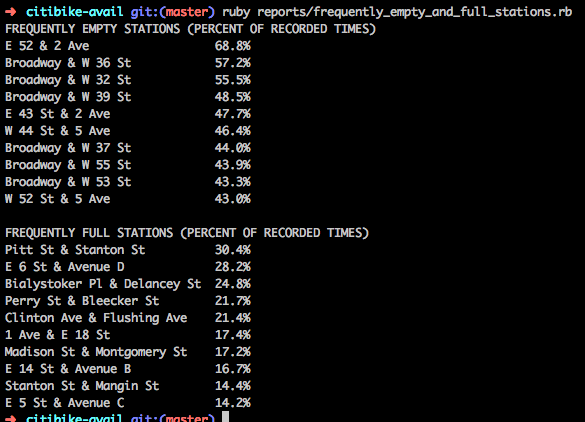 ➜ citibike-avail git:(master) ruby reports/frequently_empty_and_full_stations.rb
FREQUENTLY EMPTY STATIONS (PERCENT OF RECORDED TIMES)
E 52 & 2 Ave 68.8%
Broadway & W 36 St 57.2%
Broadway & W 32 St 55.5%
Broadway & W 39 St 48.5%
E 43 St & 2 Ave 47.7%
W 44 St & 5 Ave 46.4%
Broadway & W 37 St 44.0%
Broadway & W 55 St 43.9%
Broadway & W 53 St 43.3%
W 52 St & 5 Ave 43.0%
FREQUENTLY FULL STATIONS (PERCENT OF RECORDED TIMES)
Pitt St & Stanton St 30.4%
E 6 St & Avenue D 28.2%
Bialystoker Pl & Delancey St 24.8%
Perry St & Bleecker St 21.7%
Clinton Ave & Flushing Ave 21.4%
1 Ave & E 18 St 17.4%
Madison St & Montgomery St 17.2%
E 14 St & Avenue B 16.7%
Stanton St & Mangin St 14.4%
E 5 St & Avenue C 14.2%
➜ citibike-avail git:(master)